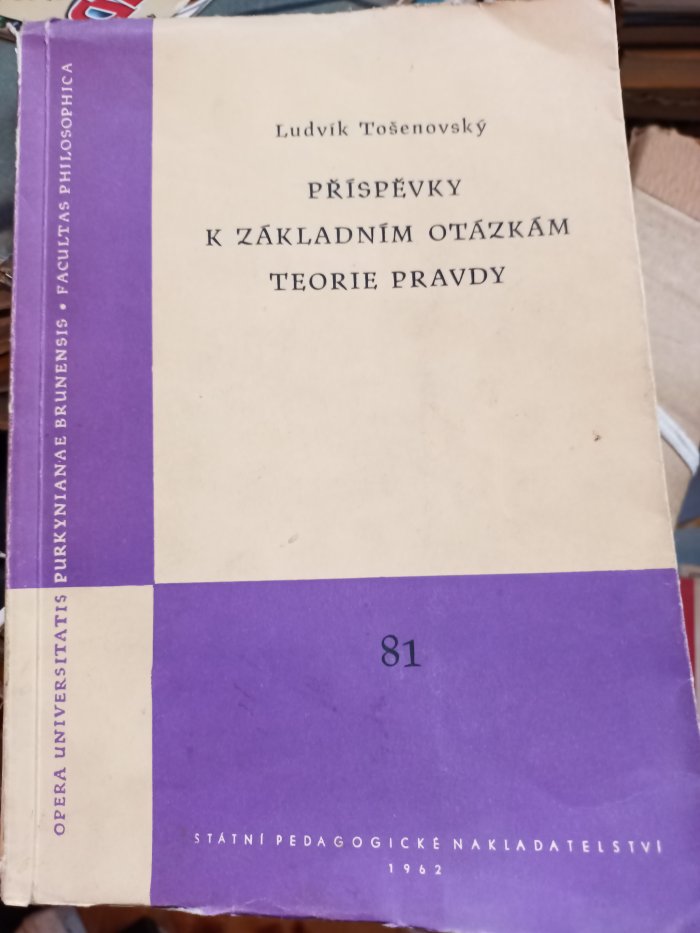 Ludvík Tošenovský
PŘÍSPĚVKY
K ZÁKLADNÍM OTÁZKÁM
TEORIE PRAVDY
81
STÁTNÍ PEDAGOGICKÉ NAKLADATELSTVÍ
1962
OPERA UNIVERSITATIS PURKYNIANAE BRUNENSIS • FACULTAS PHILOSOPHICA